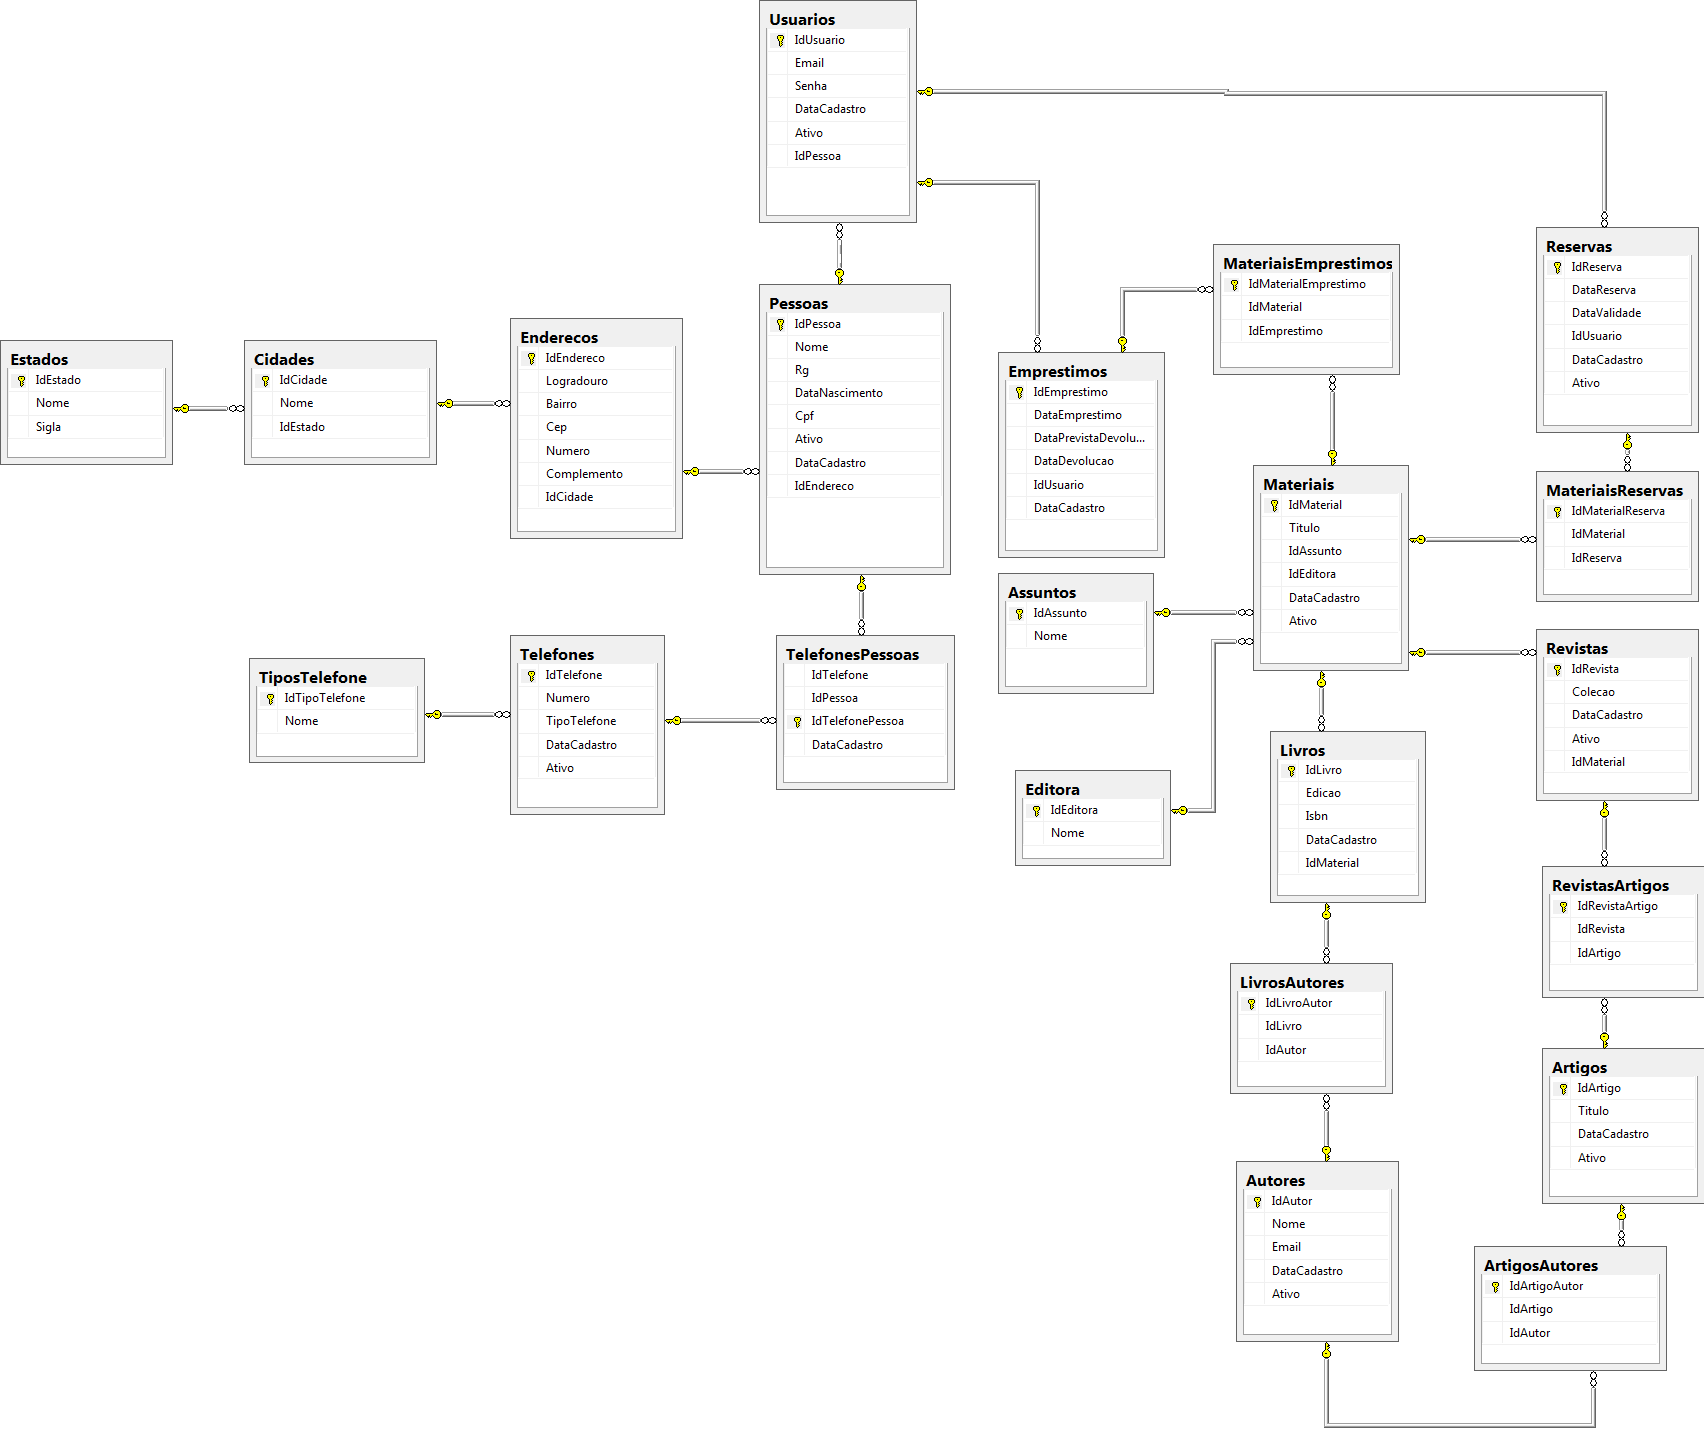 Usuarios
IdUsuario
Email
Senha
DataCadastro
Ativo
IdPessoa
Pessoas
IdPessoa
Nome
Rg
DataNascimento
Cpf
Ativo
DataCadastro
IdEndereco
Enderecos
IdEndereco
Logradouro
Bairro
Cep
Numero
Complemento
IdCidade
Cidades
IdCidade
Nome
IdEstado
Estados
IdEstado
Nome
Sigla
TiposTelefone
IdTipoTelefone
Nome
Telefones
IdTelefone
Numero
TipoTelefone
DataCadastro
Ativo
TelefonesPessoas
IdTelefone
IdPessoa
IdTelefonePessoa
DataCadastro
Emprestimos
IdEmprestimo
DataEmprestimo
DataPrevistaDevolu...
DataDevolucao
IdUsuario
DataCadastro
MateriaisEmprestimos
IdMaterialEmprestimo
IdMaterial
IdEmprestimo
Reservas
IdReserva
DataReserva
DataValidade
IdUsuario
DataCadastro
Ativo
MateriaisReservas
IdMaterialReserva
IdMaterial
IdReserva
Materiais
IdMaterial
Titulo
IdAssunto
IdEditora
DataCadastro
Ativo
Assuntos
IdAssunto
Nome
Editora
IdEditora
Nome
Livros
IdLivro
Edicao
Isbn
DataCadastro
IdMaterial
Revistas
IdRevista
Colecao
DataCadastro
Ativo
IdMaterial
RevistasArtigos
IdRevistaArtigo
IdRevista
IdArtigo
LivrosAutores
IdLivroAutor
IdLivro
IdAutor
Artigos
IdArtigo
Titulo
DataCadastro
Ativo
Autores
IdAutor
Nome
Email
DataCadastro
Ativo
ArtigosAutores
IdArtigoAutor
IdArtigo
IdAutor